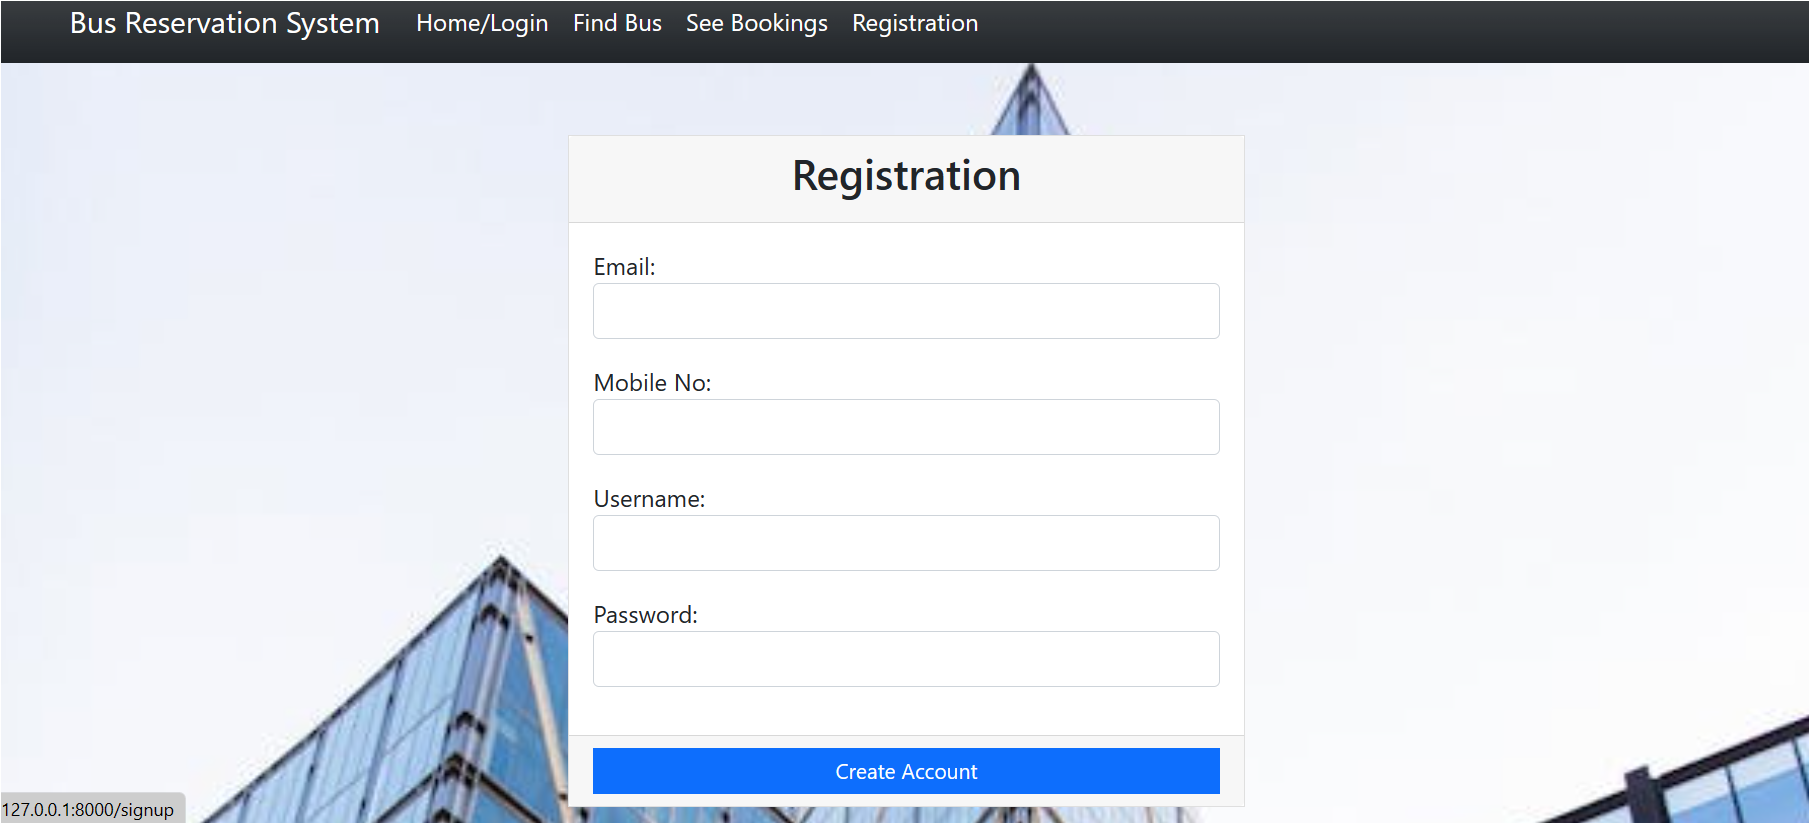 Bus Reservation System Home/Login Find Bus See Bookings Registration
Registration
Email:
Mobile No:
Username:
Password:
Create Account
127.0.0.1:8000/signup